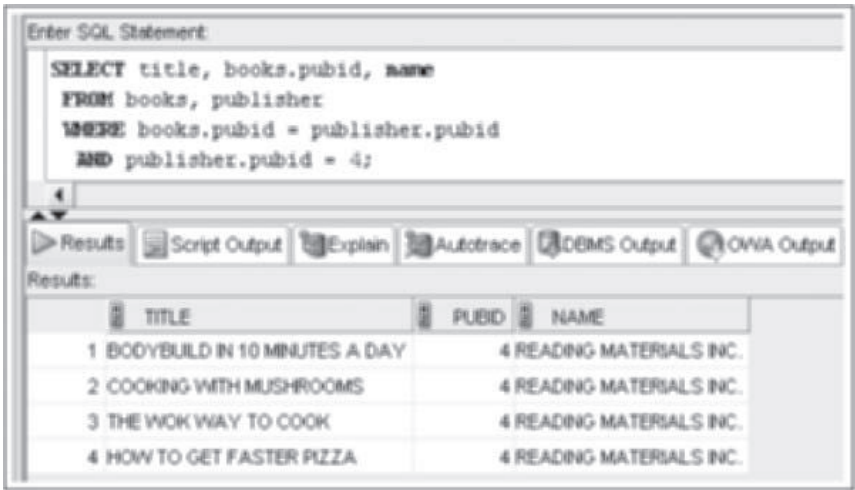 Enter SQL Statement:
SELECT title, books.pubid, name
FROM books, publisher
WHERE books.pubid = publisher.pubid
AND publisher.pubid = 4;
Results Script Output Explain Autotrace DBMS Output OWA Output
Results:
TITLE PUBID NAME
1 BODYBUILD IN 10 MINUTES A DAY 4 READING MATERIALS INC.
2 COOKING WITH MUSHROOMS 4 READING MATERIALS INC.
3 THE WOK WAY TO COOK 4 READING MATERIALS INC.
4 HOW TO GET FASTER PIZZA 4 READING MATERIALS INC.